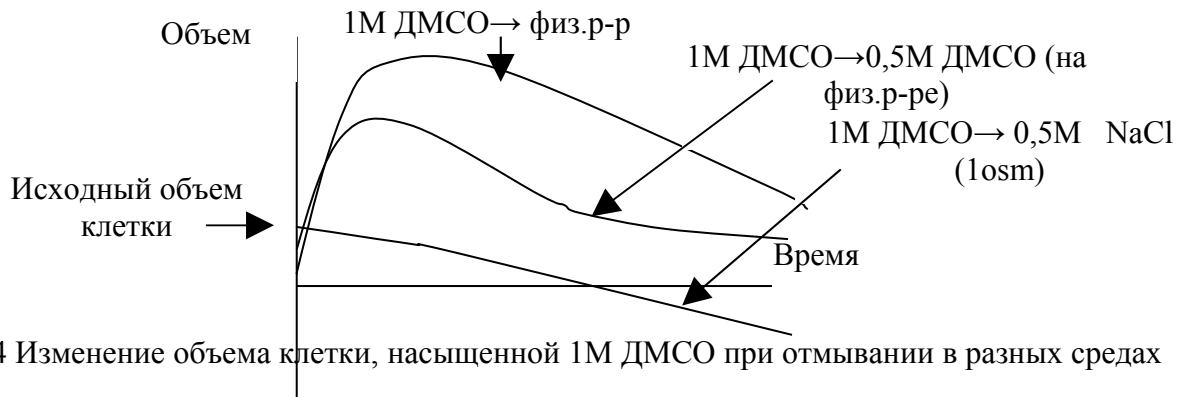 Объем
1М ДМСО→ физ.р-р
1М ДМСО→0,5М ДМСО (на
физ.р-ре)
1М ДМСО→ 0,5М NaCl
(1osm)
Исходный объем
клетки
Время
4 Изменение объема клетки, насыщенной 1М ДМСО при отмывании в разных средах